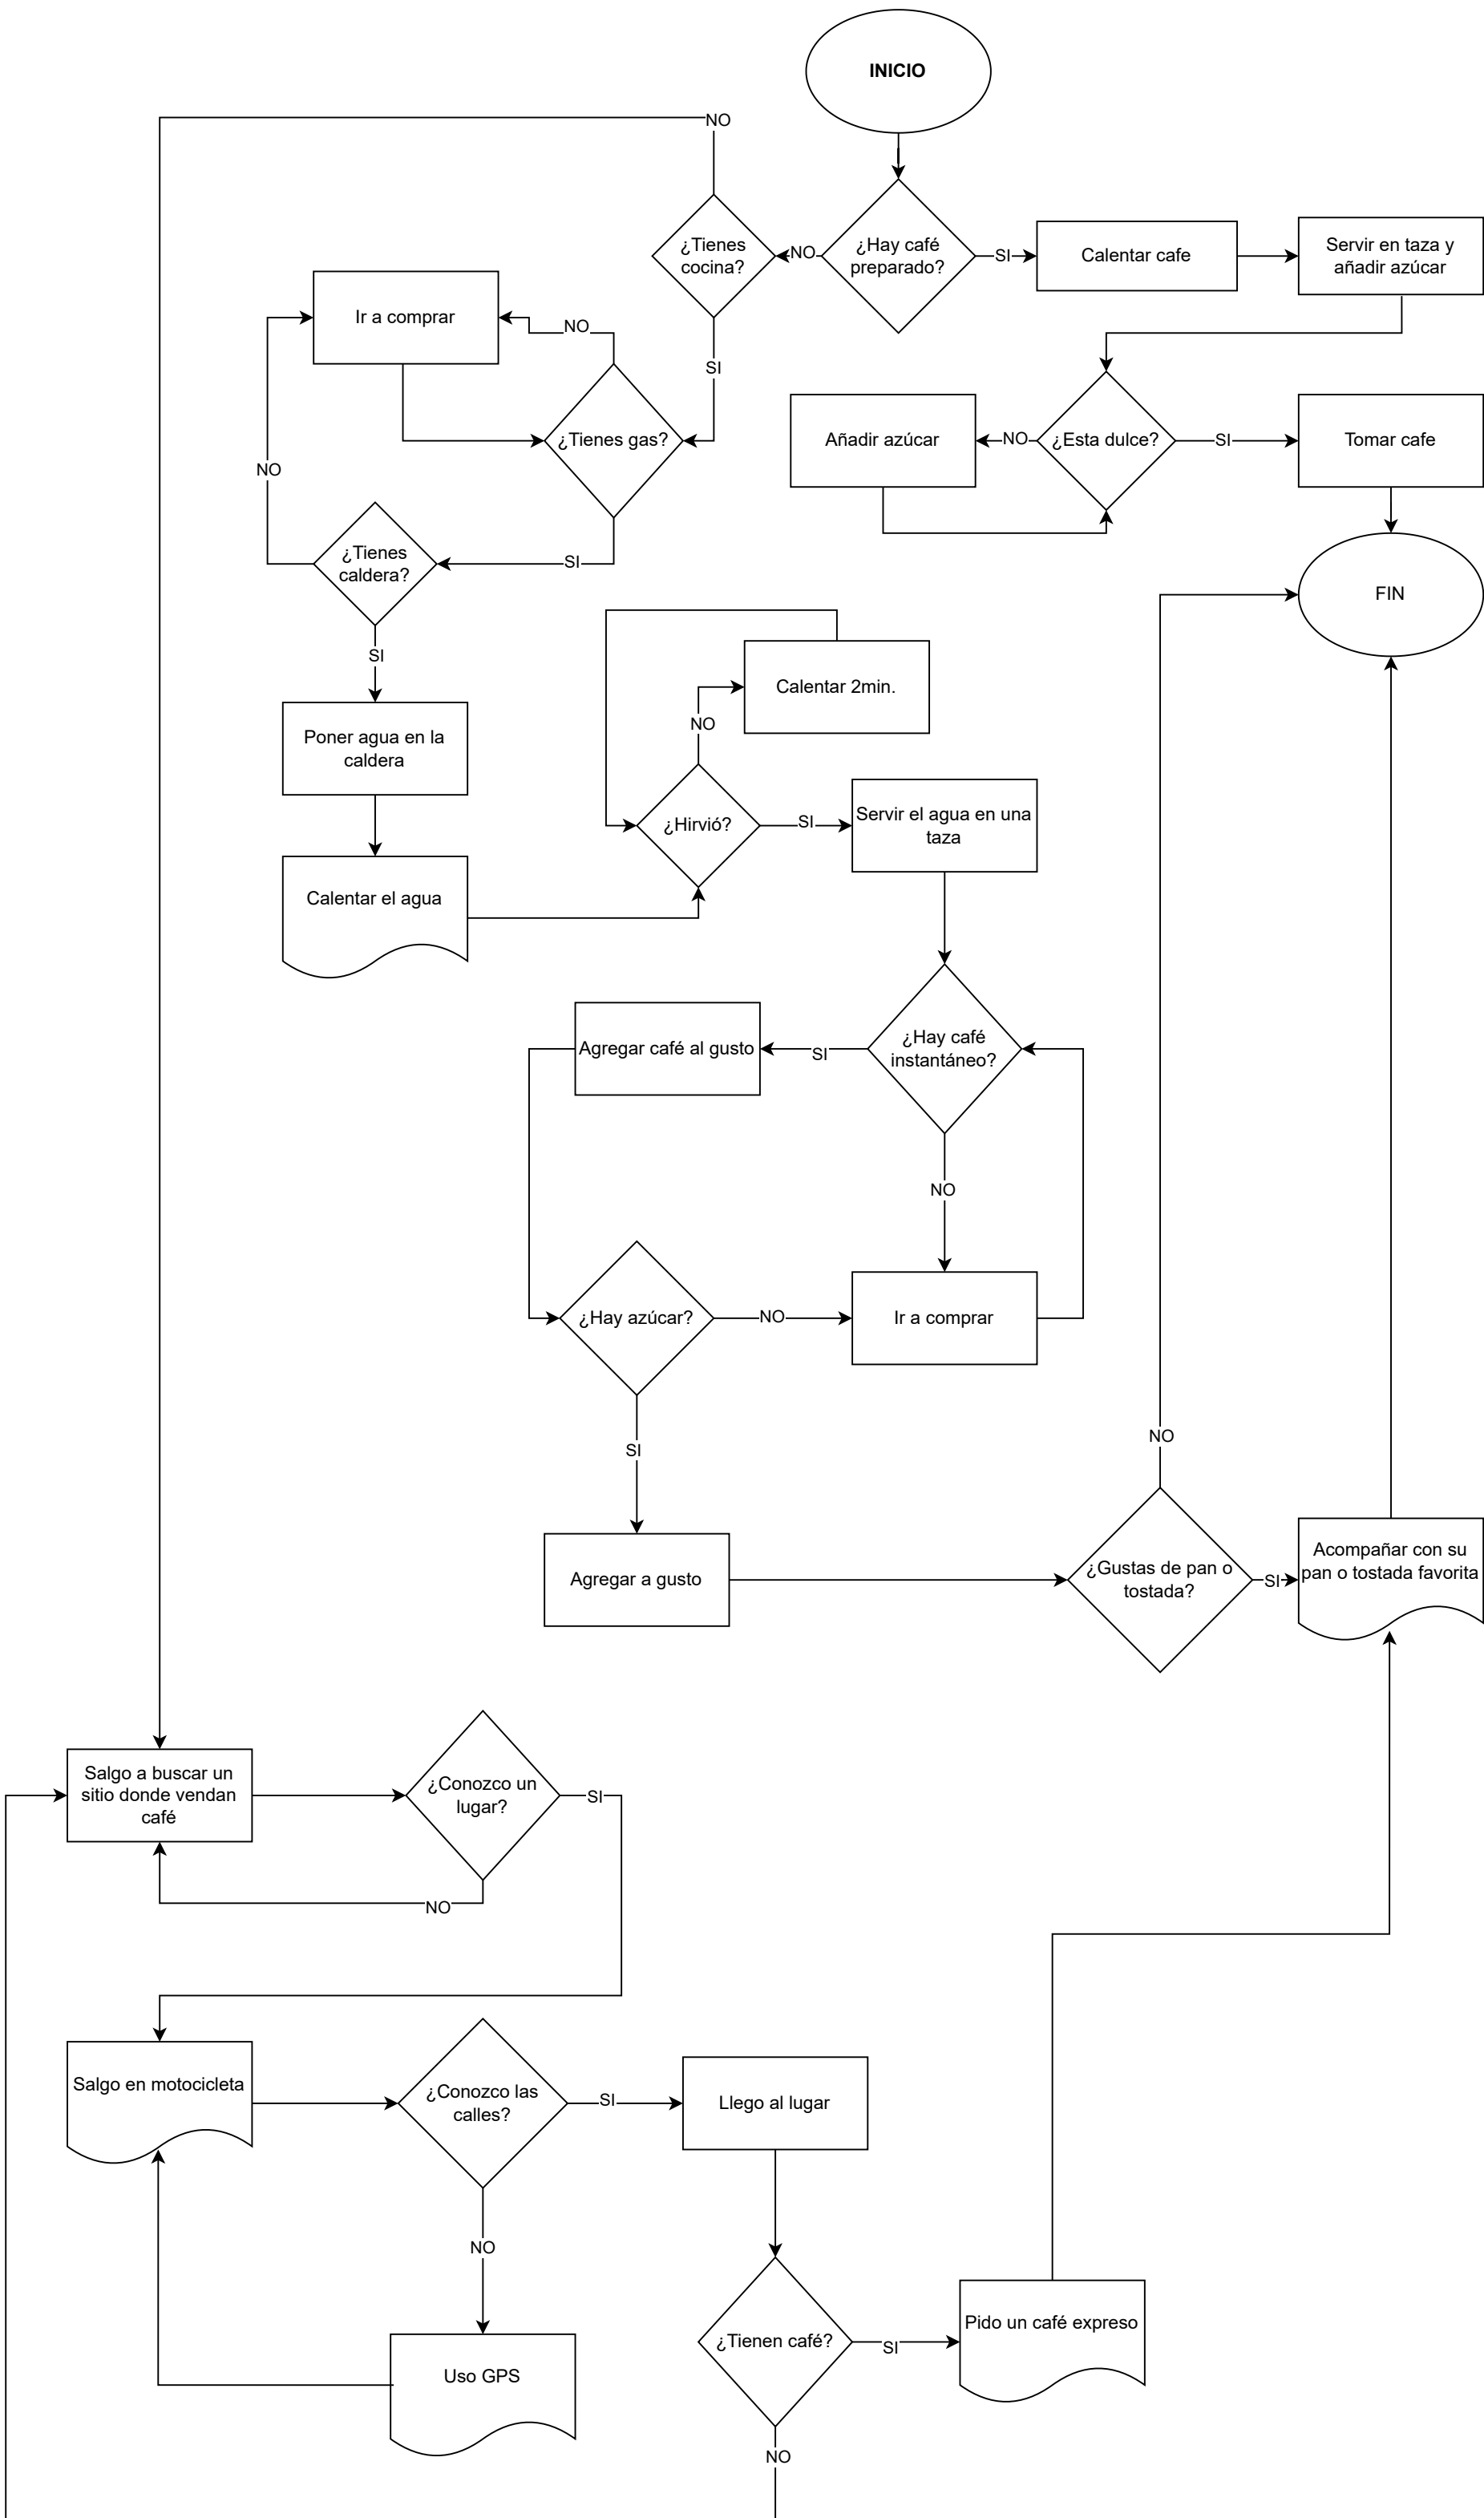 INICIO
NO
¿Tienes
cocina?
NO
¿Hay café
preparado?
SI
Calentar cafe
Servir en taza y
añadir azúcar
Ir a comprar
NO
SI
¿Tienes gas?
Añadir azúcar
NO
¿Esta dulce?
SI
Tomar cafe
NO
¿Tienes
caldera?
SI
FIN
SI
Calentar 2min.
NO
Poner agua en la
caldera
¿Hirvió?
SI
Servir el agua en una
taza
Calentar el agua
Agregar café al gusto
SI
¿Hay café
instantáneo?
NO
¿Hay azúcar?
NO
Ir a comprar
SI
NO
Agregar a gusto
¿Gustas de pan o
tostada?
SI
Acompañar con su
pan o tostada favorita
Salgo a buscar un
sitio donde vendan
café
¿Conozco un
lugar?
SI
NO
Salgo en motocicleta
¿Conozco las
calles?
SI
Llego al lugar
NO
Uso GPS
¿Tienen café?
SI
Pido un café expreso
NO